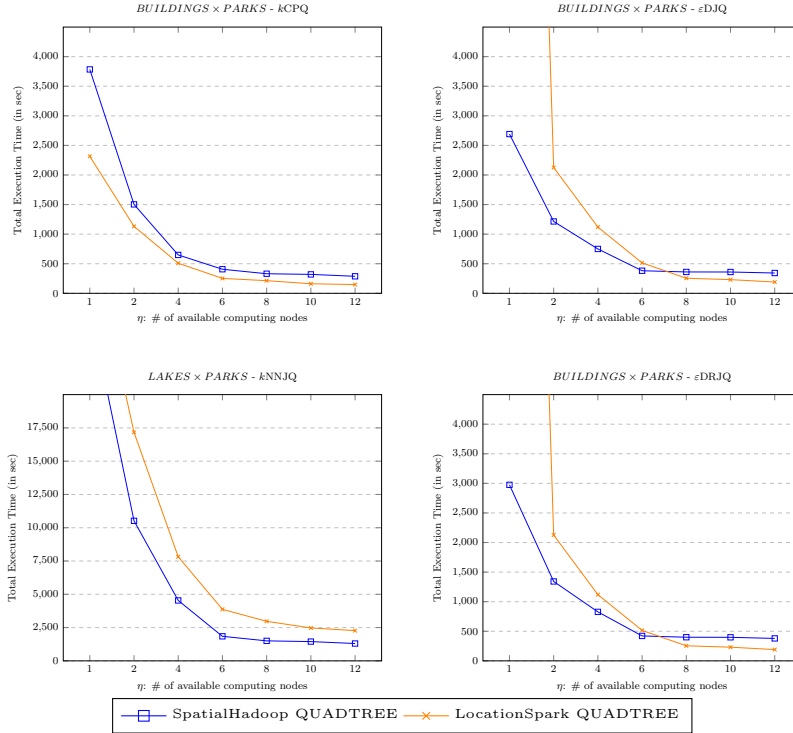 BUILDINGS × PARKS - kCPQ
4,000
3,500
3,000
2,500
2,000
1,500
1,000
500
0
Total Execution Time (in sec)
1 2 4 6 8 10 12
η: # of available computing nodes
BUILDINGS × PARKS - εDJQ
4,000
3,500
3,000
2,500
2,000
1,500
1,000
500
0
Total Execution Time (in sec)
1 2 4 6 8 10 12
η: # of available computing nodes
LAKES × PARKS - kNNJQ
17,500
15,000
12,500
10,000
7,500
5,000
2,500
0
Total Execution Time (in sec)
1 2 4 6 8 10 12
η: # of available computing nodes
BUILDINGS × PARKS - εDRJQ
4,000
3,500
3,000
2,500
2,000
1,500
1,000
500
0
Total Execution Time (in sec)
1 2 4 6 8 10 12
η: # of available computing nodes
SpatialHadoop QUADTREE LocationSpark QUADTREE